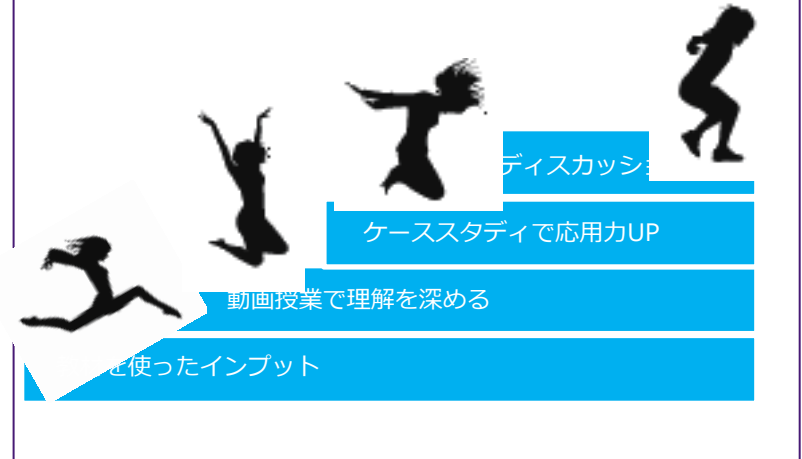 ディスカッショ
ケーススタディで応用力UP
動画授業で理解を深める
を使ったインプット